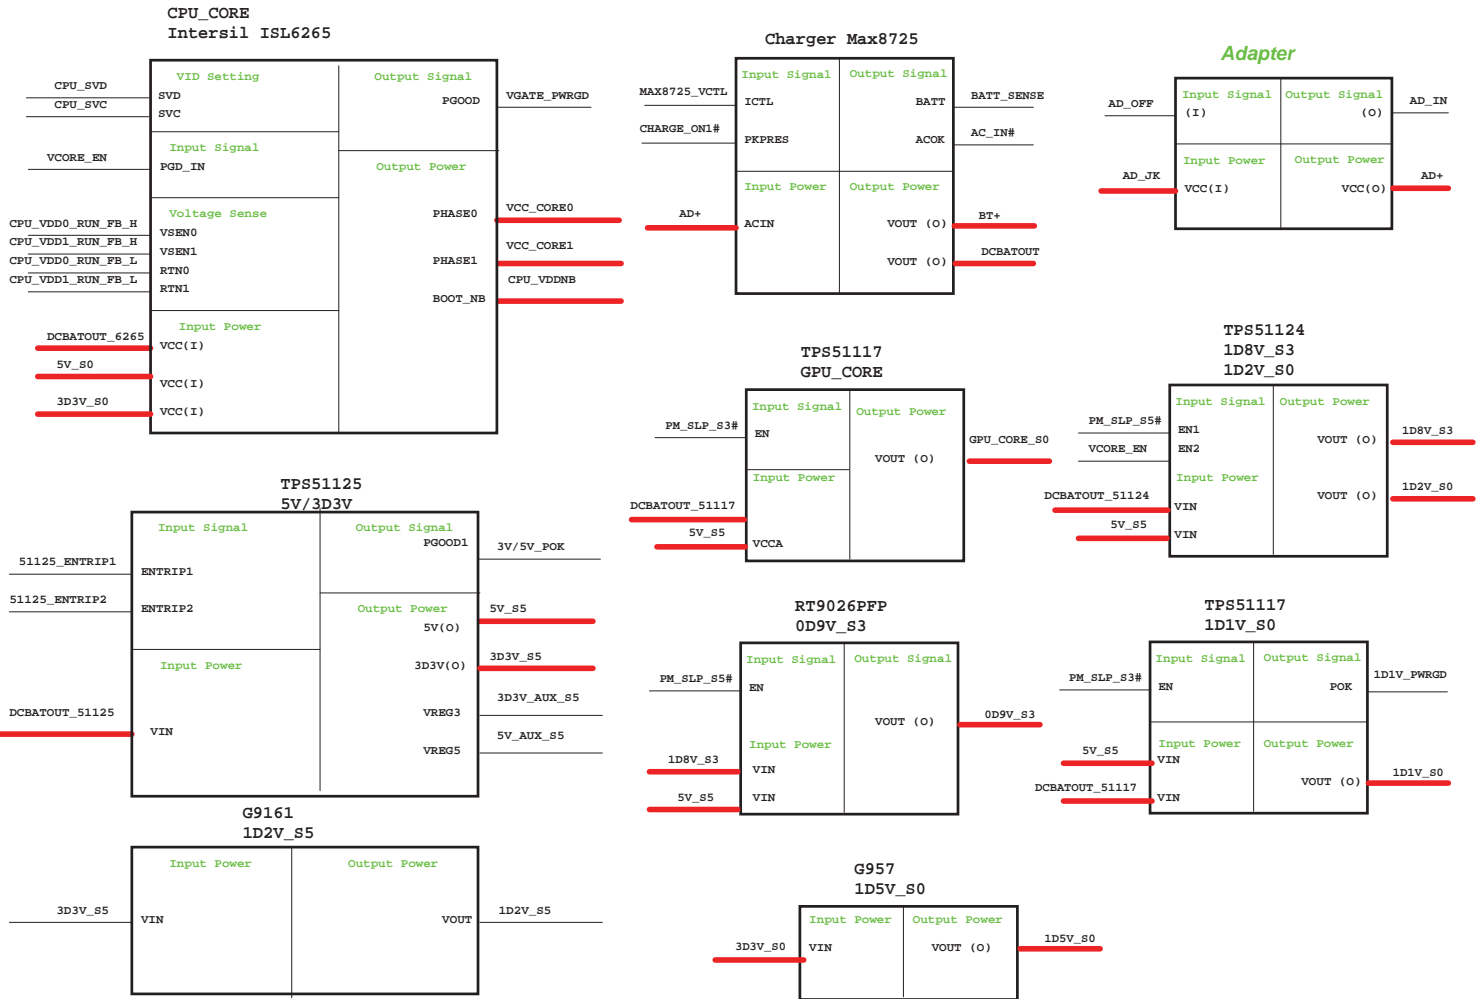 CPU_CORE
Intersil ISL6265
VID Setting
Output Signal
CPU_SVD
SVD
CPU_SVC
SVC
PGOOD
VGATE_PWRGD
Input Signal
VCORE_EN
PGD_IN
Output Power
Voltage Sense
CPU_VDD0_RUN_FB_H
VSEN0
CPU_VDD1_RUN_FB_H
VSEN1
CPU_VDD0_RUN_FB_L
RTN0
CPU_VDD1_RUN_FB_L
RTN1
PHASE0
VCC_CORE0
PHASE1
VCC_CORE1
BOOT_NB
CPU_VDDNB
Input Power
DCBATOUT_6265
VCC(I)
5V_S0
VCC(I)
3D3V_S0
VCC(I)
Charger Max8725
Input Signal
Output Signal
MAX8725_VCTL
ICTL
BATT
BATT_SENSE
CHARGE_ON1#
PKPRES
ACOK
AC_IN#
Input Power
Output Power
AD+
ACIN
VOUT (O)
BT+
VOUT (O)
DCBATOUT
Adapter
Input Signal
Output Signal
AD_OFF
(I)
(O)
AD_IN
Input Power
Output Power
AD_JK
VCC(I)
VCC(O)
AD+
TPS51117
GPU_CORE
Input Signal
Output Power
PM_SLP_S3#
EN
VOUT (O)
GPU_CORE_S0
Input Power
DCBATOUT_51117
5V_S5
VCCA
TPS51124
1D8V_S3
1D2V_S0
Input Signal
Output Power
PM_SLP_S5#
EN1
VCORE_EN
EN2
VOUT (O)
1D8V_S3
Input Power
DCBATOUT_51124
VIN
VOUT (O)
1D2V_S0
5V_S5
VIN
TPS51125
5V/3D3V
Input Signal
Output Signal
PGOOD1
3V/5V_POK
51125_ENTRIP1
ENTRIP1
51125_ENTRIP2
ENTRIP2
Output Power
5V(O)
5V_S5
Input Power
3D3V(O)
3D3V_S5
DCBATOUT_51125
VIN
VREG3
3D3V_AUX_S5
VREG5
5V_AUX_S5
RT9026PFP
0D9V_S3
Input Signal
Output Signal
PM_SLP_S5#
EN
VOUT (O)
0D9V_S3
Input Power
1D8V_S3
VIN
5V_S5
VIN
TPS51117
1D1V_S0
Input Signal
Output Signal
PM_SLP_S3#
EN
POK
1D1V_PWRGD
Input Power
Output Power
5V_S5
VIN
VOUT (O)
1D1V_S0
DCBATOUT_51117
VIN
G9161
1D2V_S5
Input Power
Output Power
3D3V_S5
VIN
VOUT
1D2V_S5
G957
1D5V_S0
Input Power
Output Power
3D3V_S0
VIN
VOUT (O)
1D5V_S0